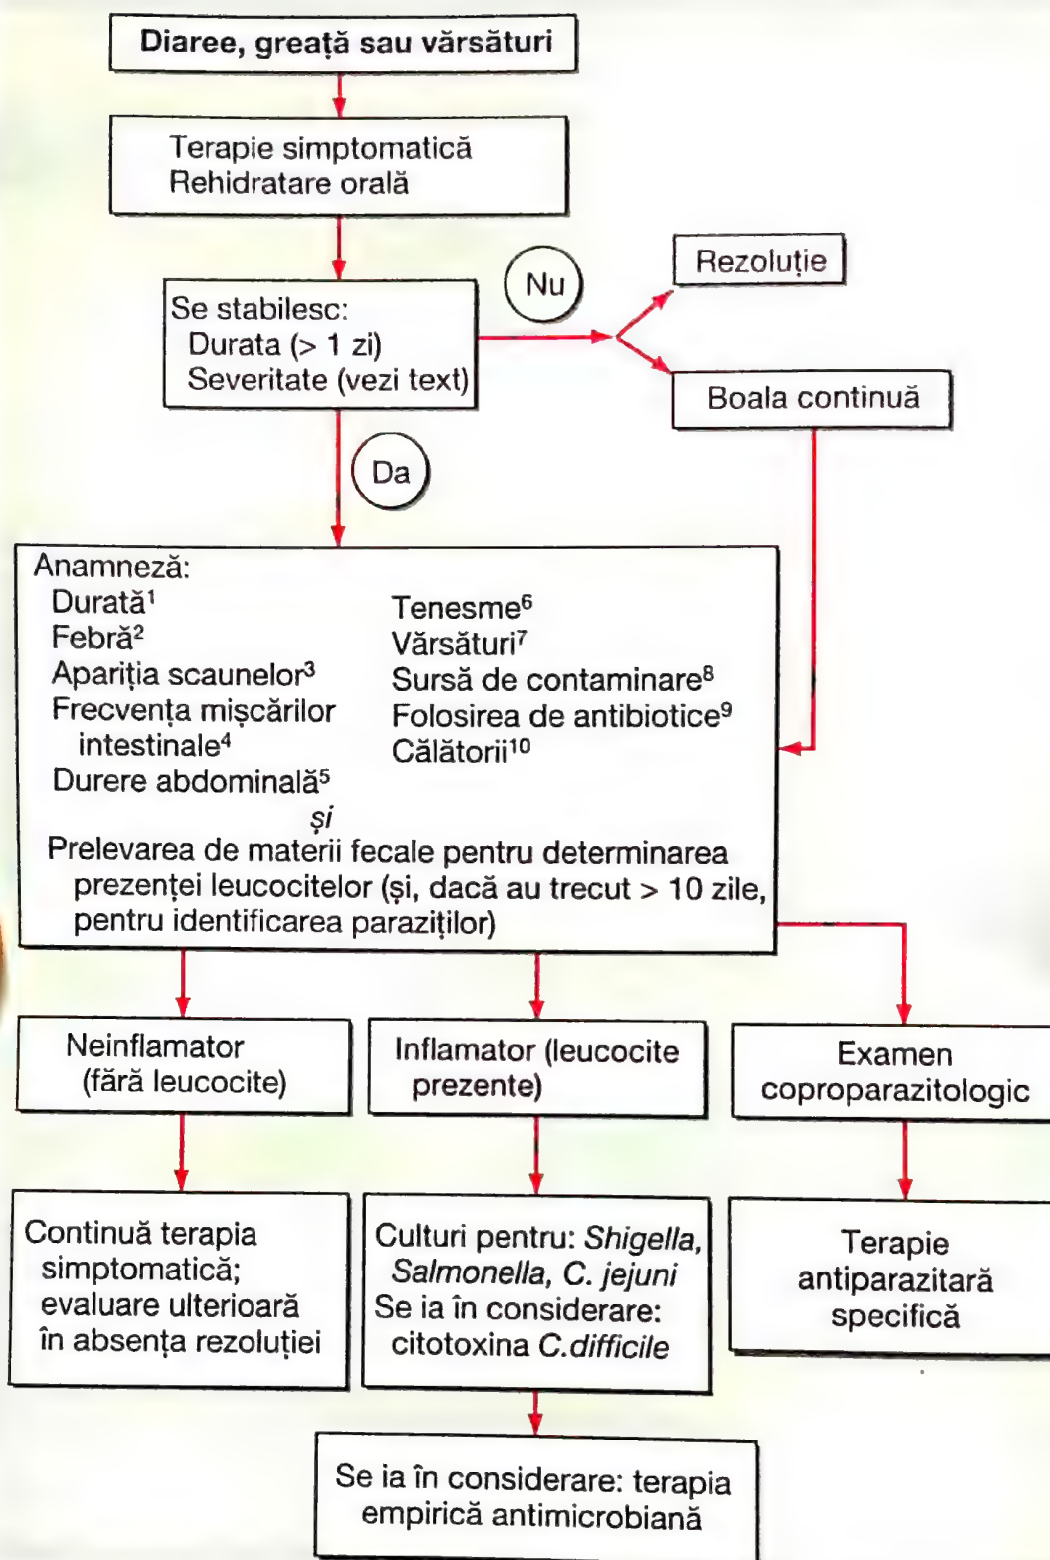 Diaree, greață sau vărsături
Terapie simptomatică
Rehidratare orală
Se stabilesc:
Durata (> 1 zi)
Severitate (vezi text)
Nu
Rezoluție
Boala continuă
Da
Anamneză:
Durată¹
Febră²
Apariția scaunelor³
Frecvența mișcărilor
intestinale⁴
Durere abdominală⁵
Tenesme⁶
Vărsături⁷
Sursă de contaminare⁸
Folosirea de antibiotice⁹
Călătorii¹⁰
și
Prelevarea de materii fecale pentru determinarea
prezenței leucocitelor (și, dacă au trecut > 10 zile,
pentru identificarea paraziților)
Neinflamator
(fără leucocite)
Inflamator (leucocite
prezente)
Examen
coproparazitologic
Continuă terapia
simptomatică;
evaluare ulterioară
în absența rezoluției
Culturi pentru: Shigella,
Salmonella, C. jejuni
Se ia în considerare:
citotoxina C.difficile
Terapie
antiparazitară
specifică
Se ia în considerare: terapia
empirică antimicrobiană